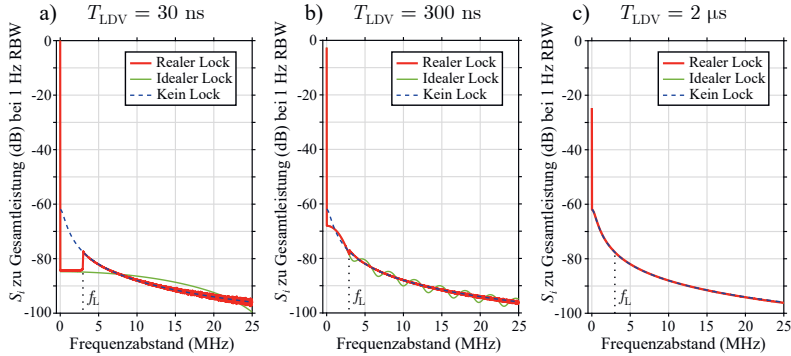 a) T_LDV = 30 ns
S_i zu Gesamtleistung (dB) bei 1 Hz RBW
0
-20
-40
-60
-80
-100
Realer Lock
Idealer Lock
Kein Lock
f_L
0 5 10 15 20 25
Frequenzabstand (MHz)
b) T_LDV = 300 ns
S_i zu Gesamtleistung (dB) bei 1 Hz RBW
0
-20
-40
-60
-80
-100
Realer Lock
Idealer Lock
Kein Lock
f_L
0 5 10 15 20 25
Frequenzabstand (MHz)
c) T_LDV = 2 µs
S_i zu Gesamtleistung (dB) bei 1 Hz RBW
0
-20
-40
-60
-80
-100
Realer Lock
Idealer Lock
Kein Lock
f_L
0 5 10 15 20 25
Frequenzabstand (MHz)